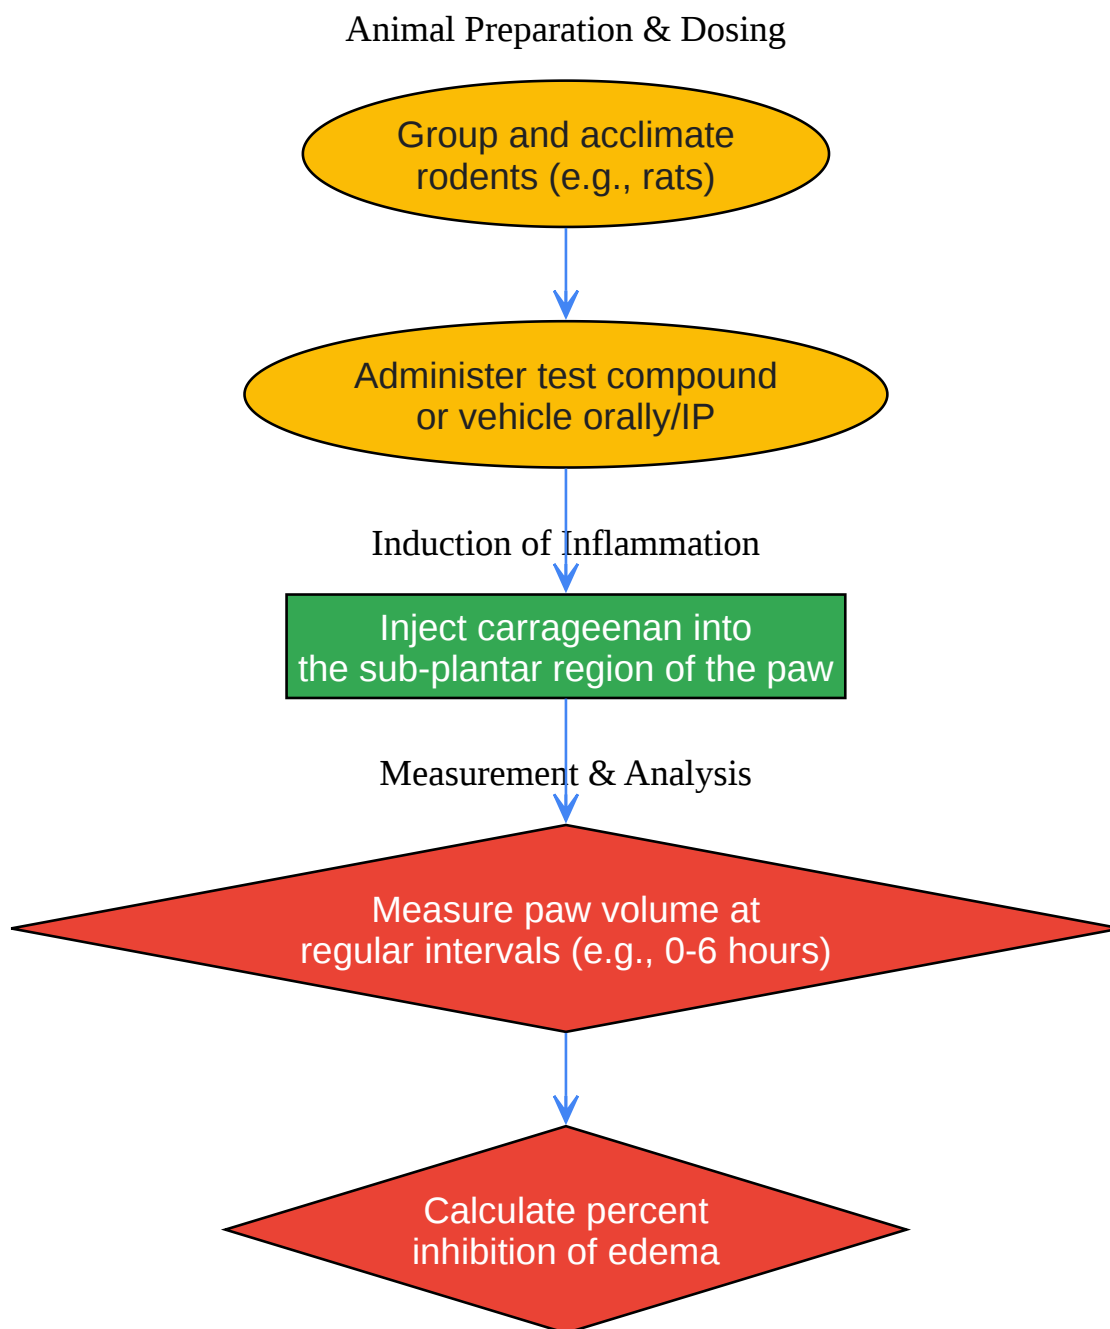 Animal Preparation & Dosing
Group and acclimate
rodents (e.g., rats)
Administer test compound
or vehicle orally/IP
Induction of Inflammation
Inject carrageenan into
the sub-plantar region of the paw
Measurement & Analysis
Measure paw volume at
regular intervals (e.g., 0-6 hours)
Calculate percent
inhibition of edema